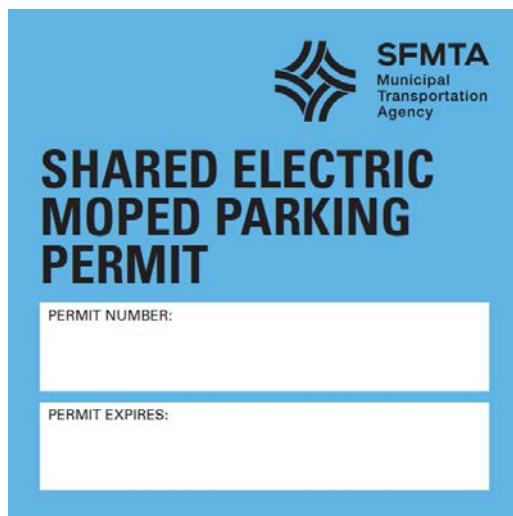 SFMTA
Municipal
Transportation
Agency
SHARED ELECTRIC
MOPED PARKING
PERMIT
PERMIT NUMBER:
PERMIT EXPIRES: